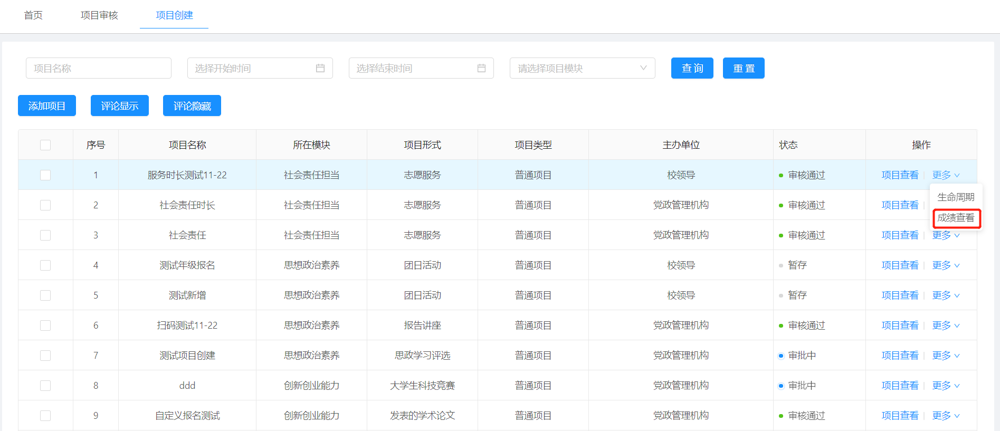 首页 项目审核 项目创建
项目名称 选择开始时间 选择结束时间 请选择项目模块 查询 重置
添加项目 评论显示 评论隐藏
序号 项目名称 所在模块 项目形式 项目类型 主办单位 状态 操作
1 服务时长测试11-22 社会责任担当 志愿服务 普通项目 校领导 审核通过 项目查看 更多
生命周期
2 社会责任时长 社会责任担当 志愿服务 普通项目 党政管理机构 审核通过 项目查看
成绩查看
3 社会责任 社会责任担当 志愿服务 普通项目 党政管理机构 审核通过 项目查看 更多
4 测试年级报名 思想政治素养 团日活动 普通项目 校领导 暂存 项目查看 更多
5 测试新增 思想政治素养 团日活动 普通项目 校领导 暂存 项目查看 更多
6 扫码测试11-22 思想政治素养 报告讲座 普通项目 党政管理机构 审核通过 项目查看 更多
7 测试项目创建 思想政治素养 思政学习评选 普通项目 党政管理机构 审批中 项目查看 更多
8 ddd 创新创业能力 大学生科技竞赛 普通项目 党政管理机构 审批中 项目查看 更多
9 自定义报名测试 创新创业能力 发表的学术论文 普通项目 党政管理机构 审核通过 项目查看 更多